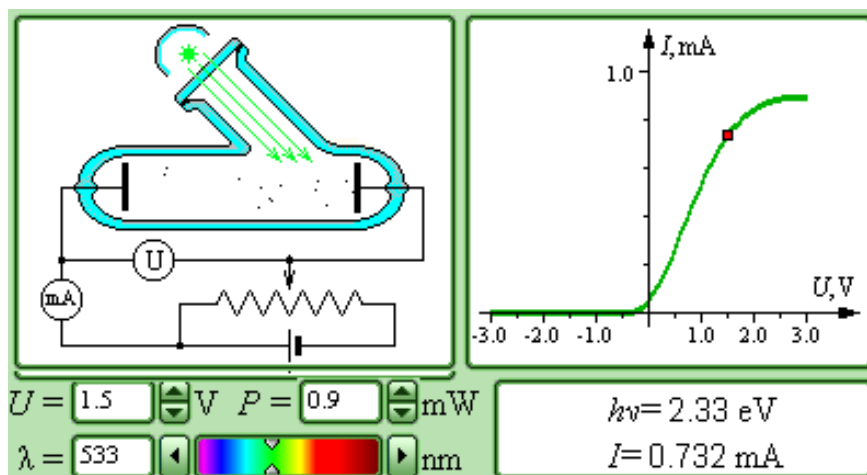 U
mA
I, mA
1.0
U, V
-3.0 -2.0 -1.0 1.0 2.0 3.0
U = 1.5 V P = 0.9 mW
λ = 533 nm
hν= 2.33 eV
I= 0.732 mA